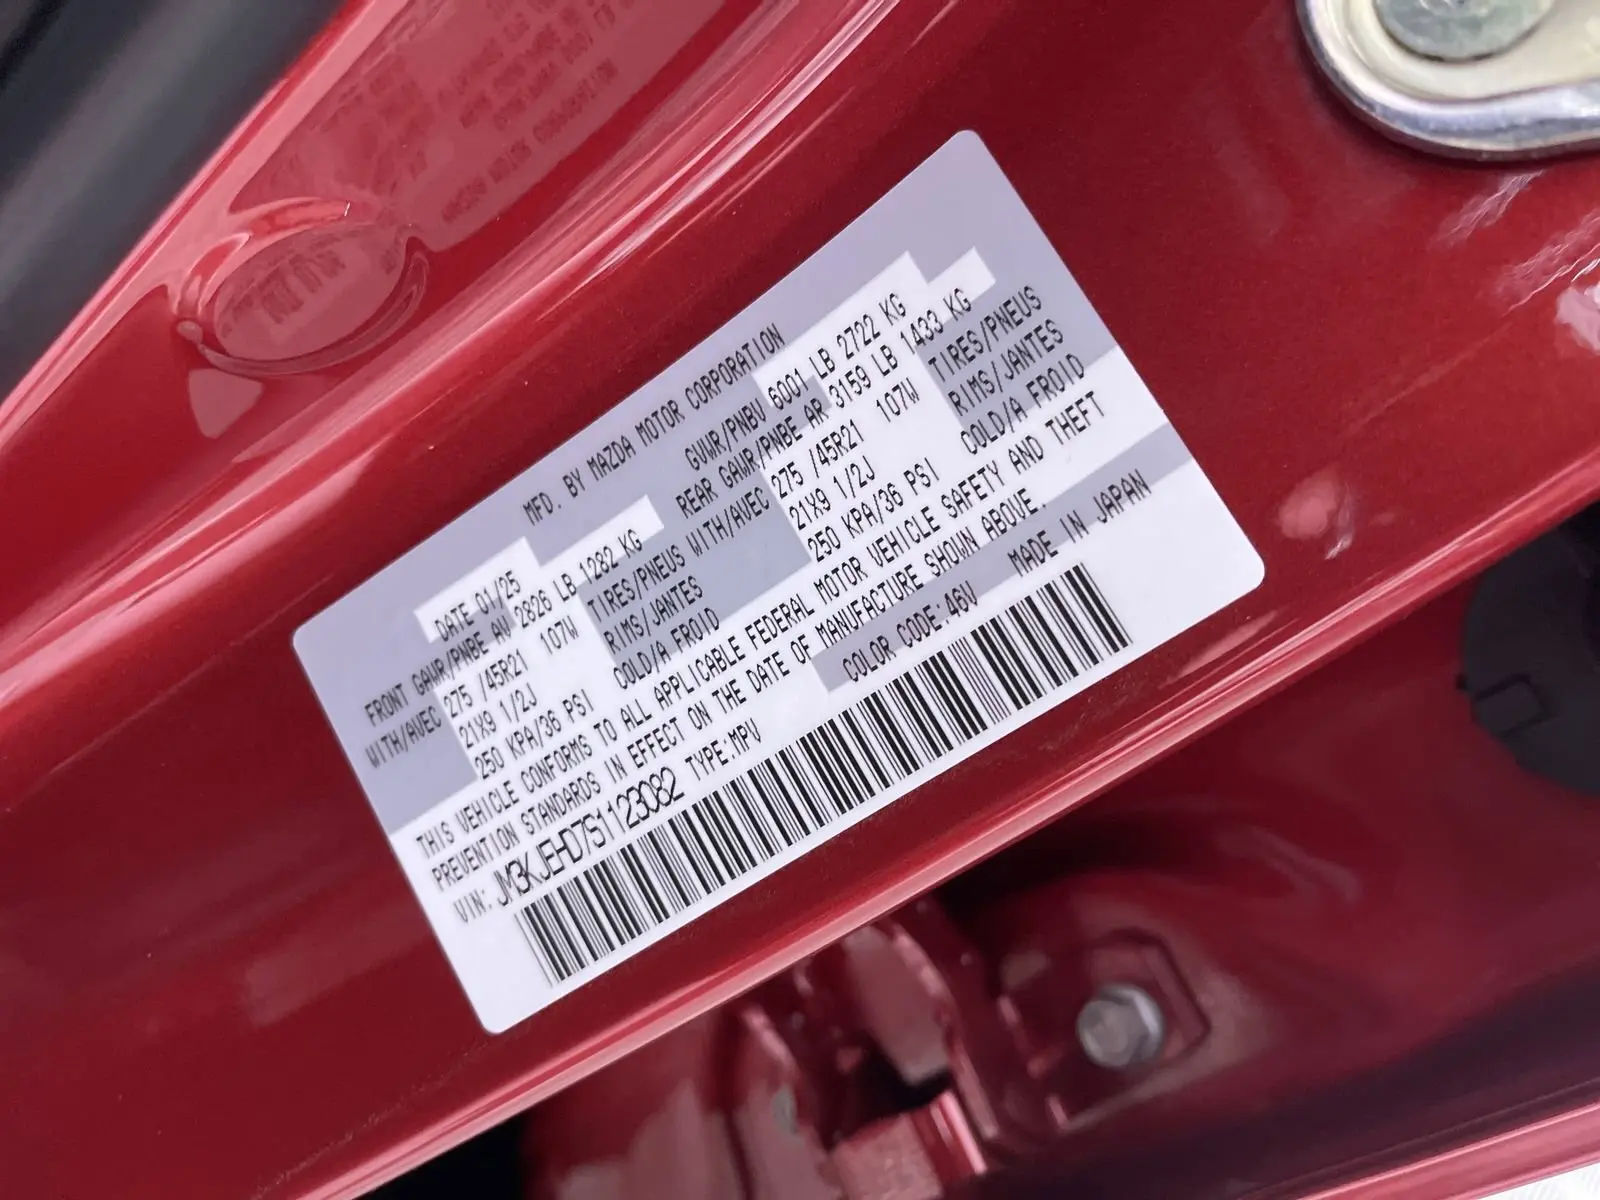 MFD. BY MAZDA MOTOR CORPORATION
DATE 01/25 GVWR/PNBV 6001 LB 2722 KG
FRONT GAWR/PNBE AV 2826 LB 1282 KG REAR GAWR/PNBE AR 3159 LB 1433 KG
WITH/AVEC 275 /45R21 107W TIRES/PNEUS WITH/AVEC 275 /45R21 107W TIRES/PNEUS
21X9 1/2J RIMS/JANTES 21X9 1/2J RIMS/JANTES
250 KPA/36 PSI COLD/A FROID 250 KPA/36 PSI COLD/A FROID
THIS VEHICLE CONFORMS TO ALL APPLICABLE FEDERAL MOTOR VEHICLE SAFETY AND THEFT
PREVENTION STANDARDS IN EFFECT ON THE DATE OF MANUFACTURE SHOWN ABOVE.
VIN: JM3KJEHD7S1123082 TYPE:MPV COLOR CODE:46V MADE IN JAPAN